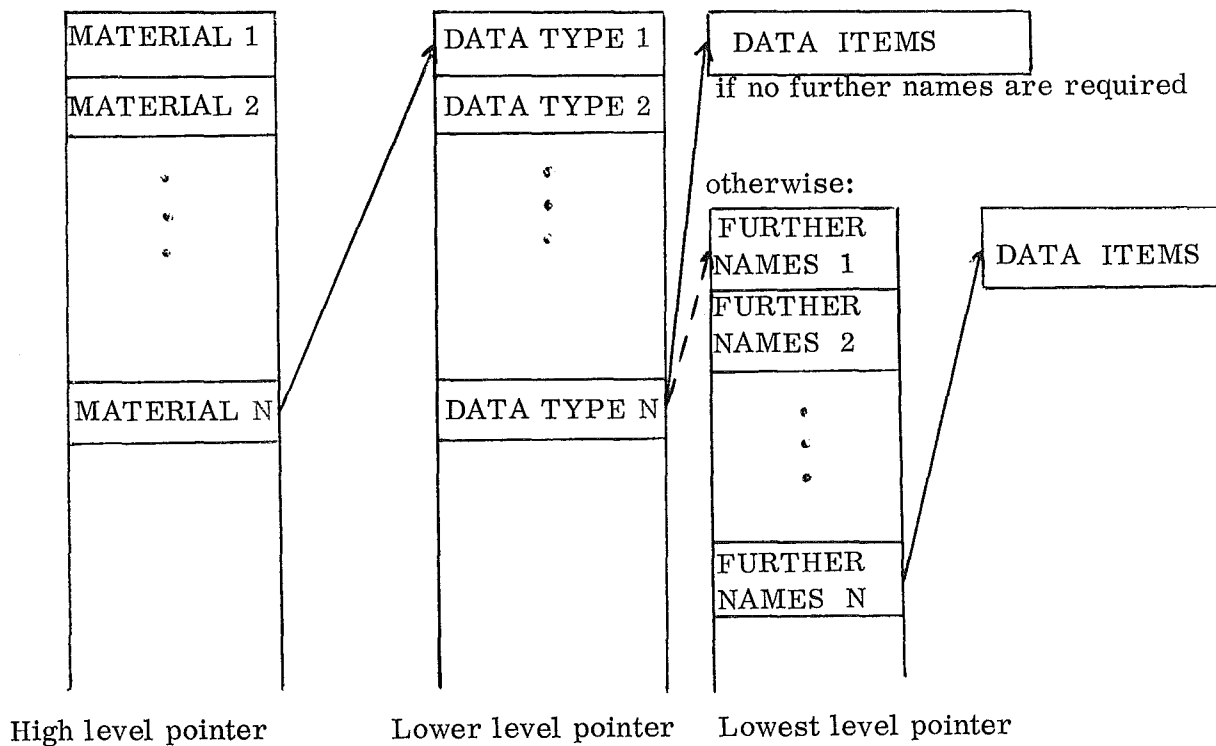 MATERIAL 1
MATERIAL 2
MATERIAL N
High level pointer
DATA TYPE 1
DATA TYPE 2
DATA TYPE N
Lower level pointer
DATA ITEMS
if no further names are required
otherwise:
FURTHER
NAMES 1
FURTHER
NAMES 2
FURTHER
NAMES N
Lowest level pointer
DATA ITEMS